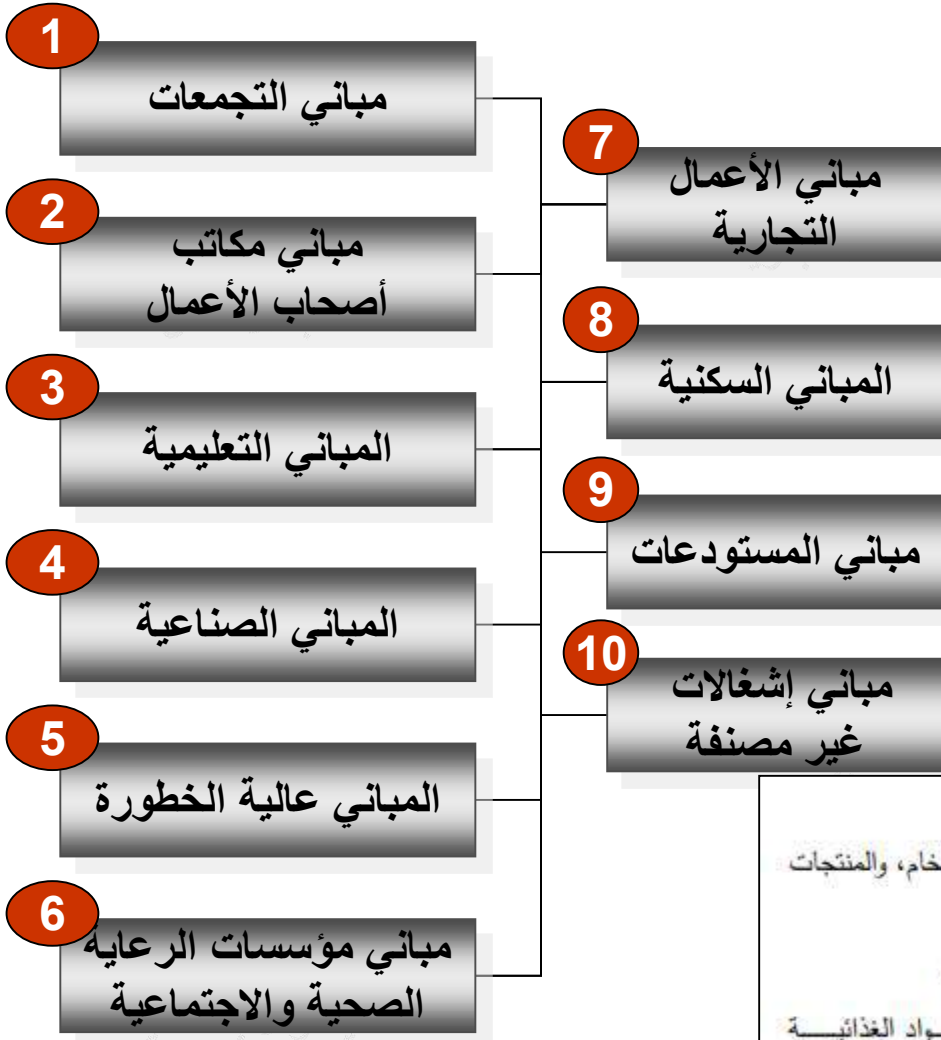 1
مباني التجمعات
2
مباني مكاتب
أصحاب الأعمال
3
المباني التعليمية
4
المباني الصناعية
5
المباني عالية الخطورة
6
مباني مؤسسات الرعاية
الصحية والاجتماعية
7
مباني الأعمال
التجارية
8
المباني السكنية
9
مباني المستودعات
10
مباني إشغالات
غير مصنفة
خام، والمنتجات
ـواد الغذائيـــة